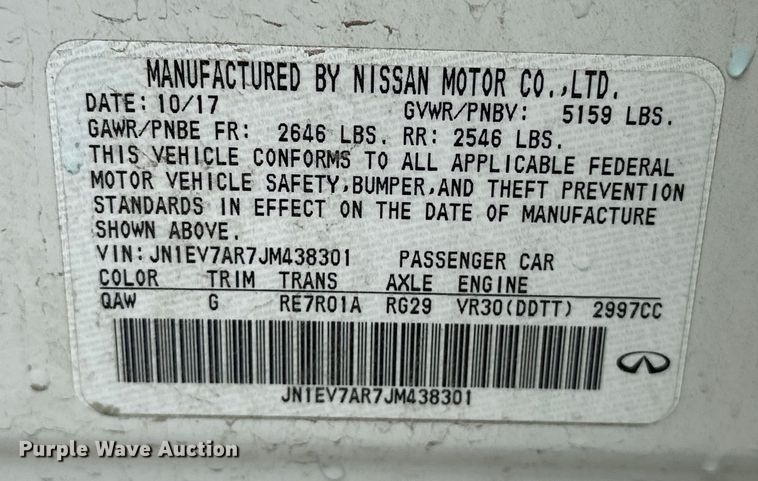 MANUFACTURED BY NISSAN MOTOR CO.,LTD.
DATE: 10/17 GVWR/PNBV: 5159 LBS.
GAWR/PNBE FR: 2646 LBS. RR: 2546 LBS.
THIS VEHICLE CONFORMS TO ALL APPLICABLE FEDERAL
MOTOR VEHICLE SAFETY,BUMPER,AND THEFT PREVENTION
STANDARDS IN EFFECT ON THE DATE OF MANUFACTURE
SHOWN ABOVE.
VIN: JN1EV7AR7JM438301 PASSENGER CAR
COLOR TRIM TRANS AXLE ENGINE
QAW G RE7R01A RG29 VR30(DDTT) 2997CC
JN1EV7AR7JM438301
Purple Wave Auction